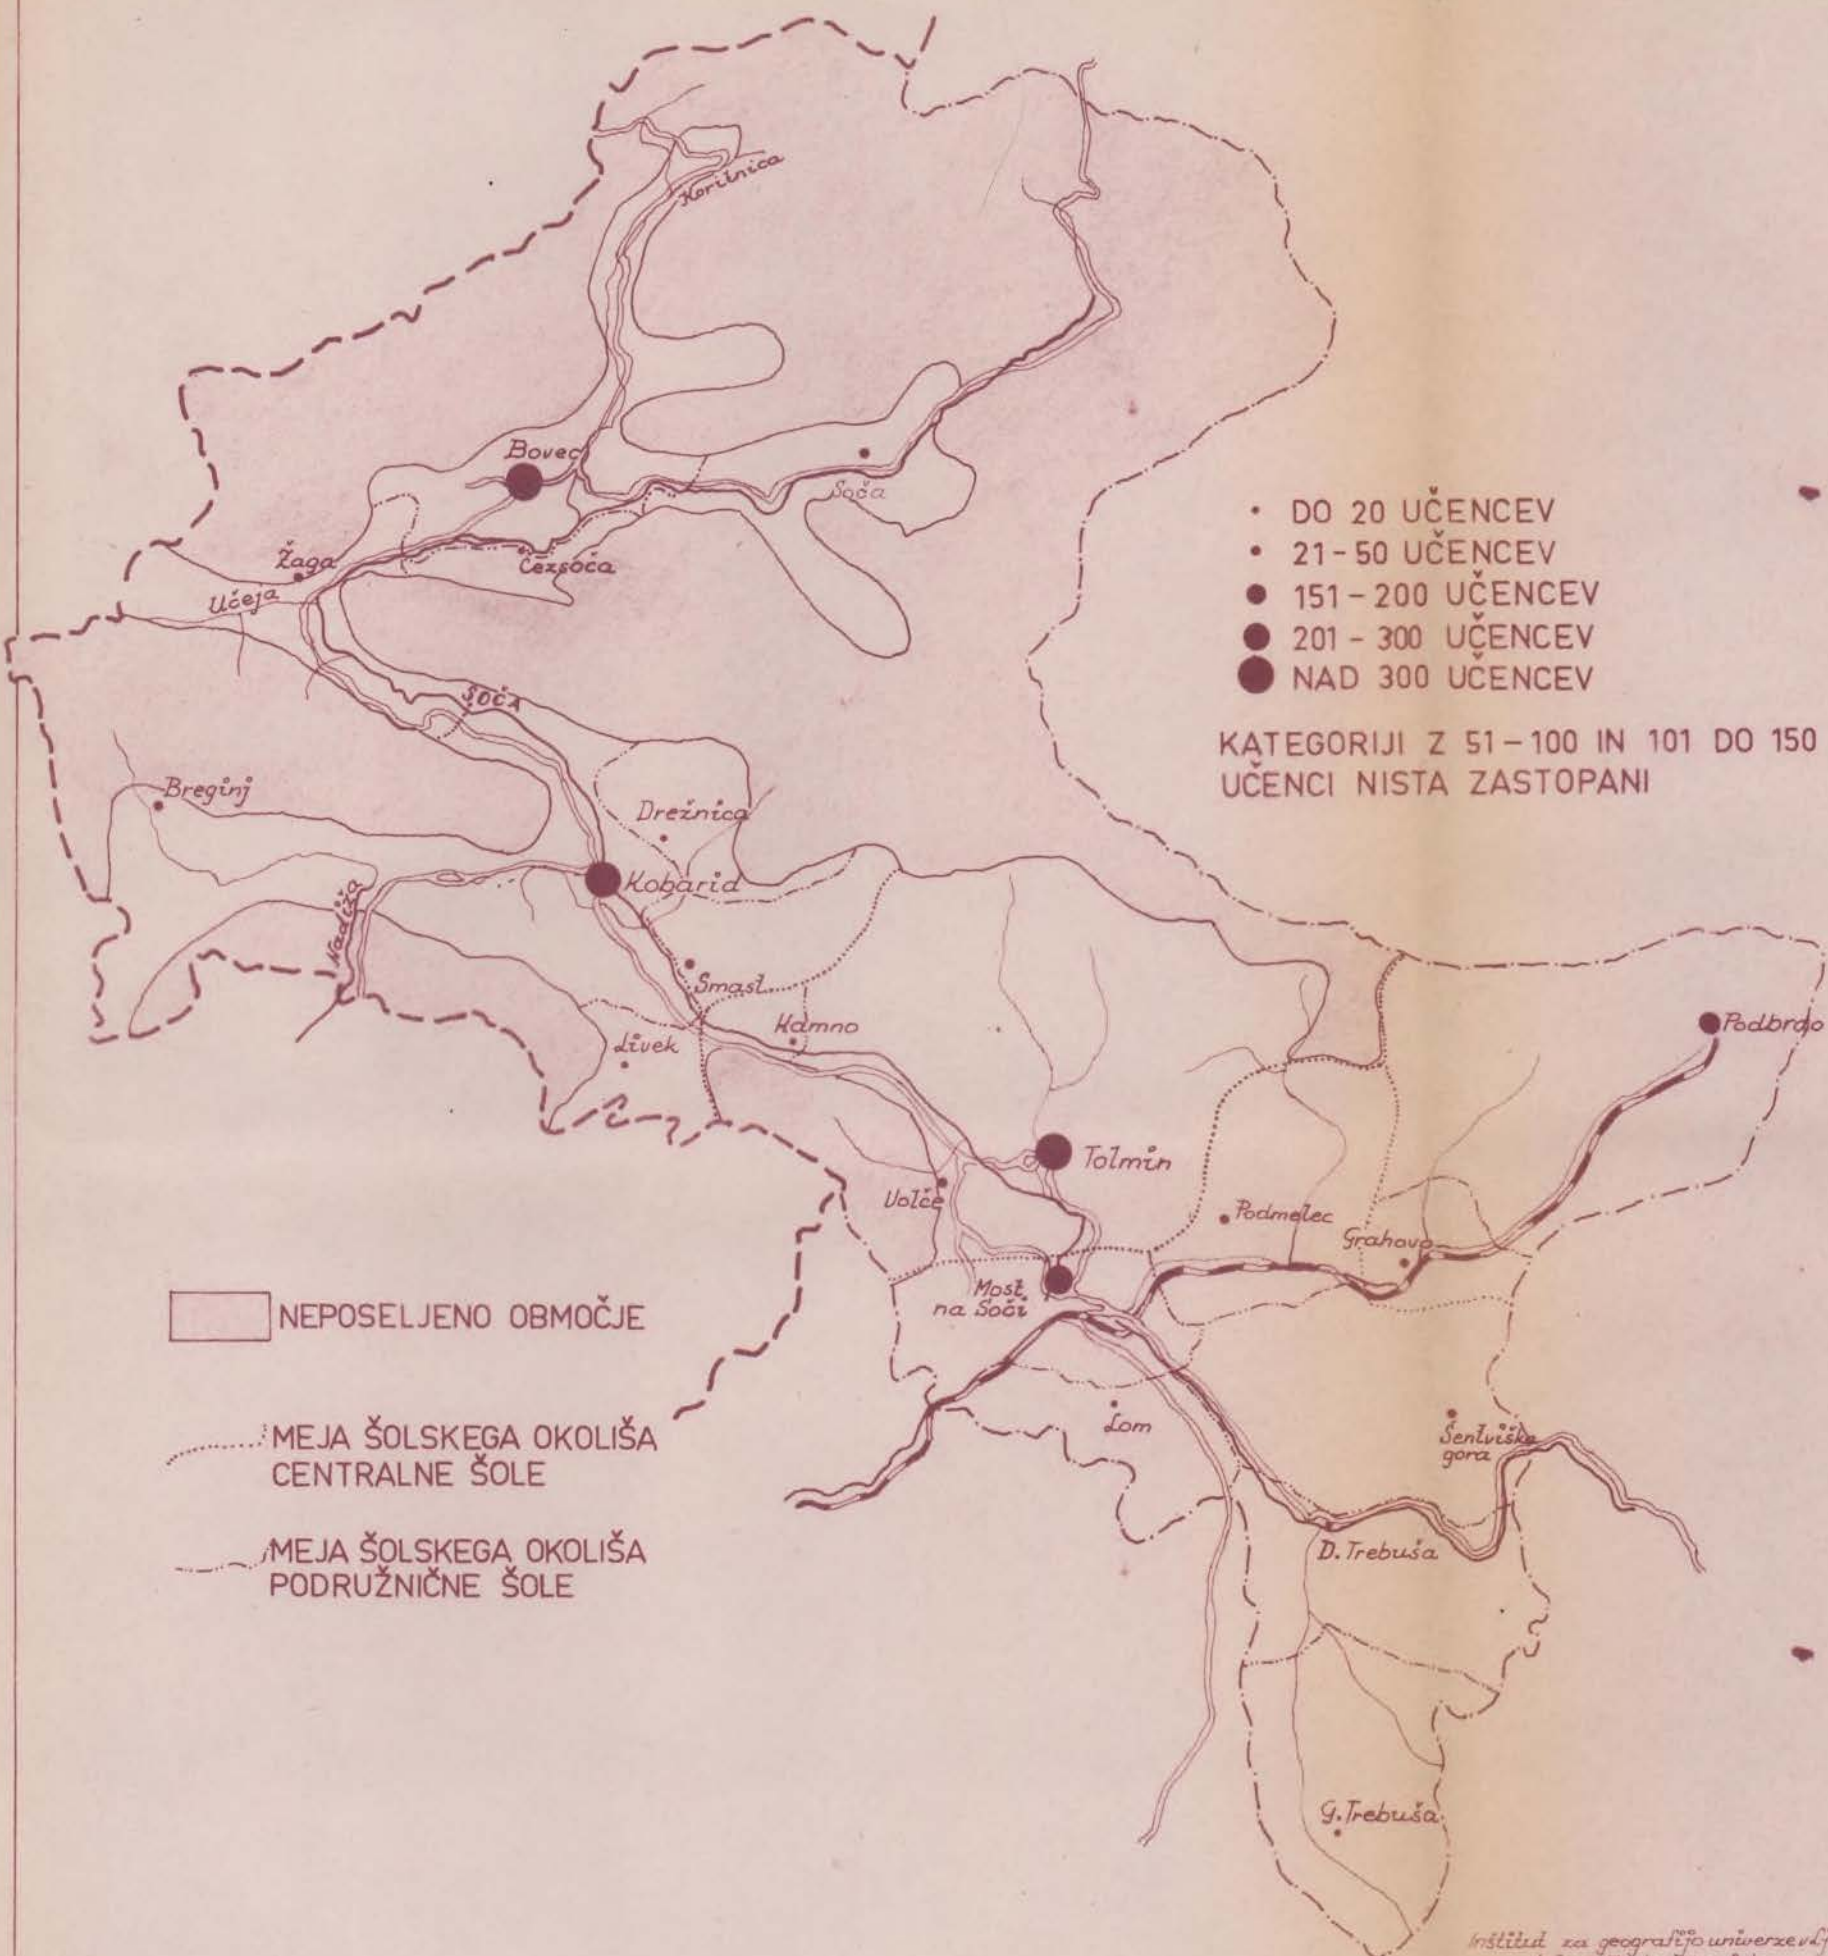 Koritnica
Bovec
Soča
Žaga
Čezsoča
Učeja
SOČA
Breginj
Drežnica
Kobarid
Nadiža
Smast
Kamno
Livek
Podbrdo
Tolmin
Volče
Podmelec
Grahovo
Most
na Soči
Lom
Šentviška
gora
D. Trebuša
G. Trebuša
DO 20 UČENCEV
21-50 UČENCEV
151-200 UČENCEV
201-300 UČENCEV
NAD 300 UČENCEV
KATEGORIJI Z 51-100 IN 101 DO 150
UČENCI NISTA ZASTOPANI
NEPOSELJENO OBMOČJE
MEJA ŠOLSKEGA OKOLIŠA
CENTRALNE ŠOLE
MEJA ŠOLSKEGA OKOLIŠA
PODRUŽNIČNE ŠOLE
Inštitut za geografijo univerze v